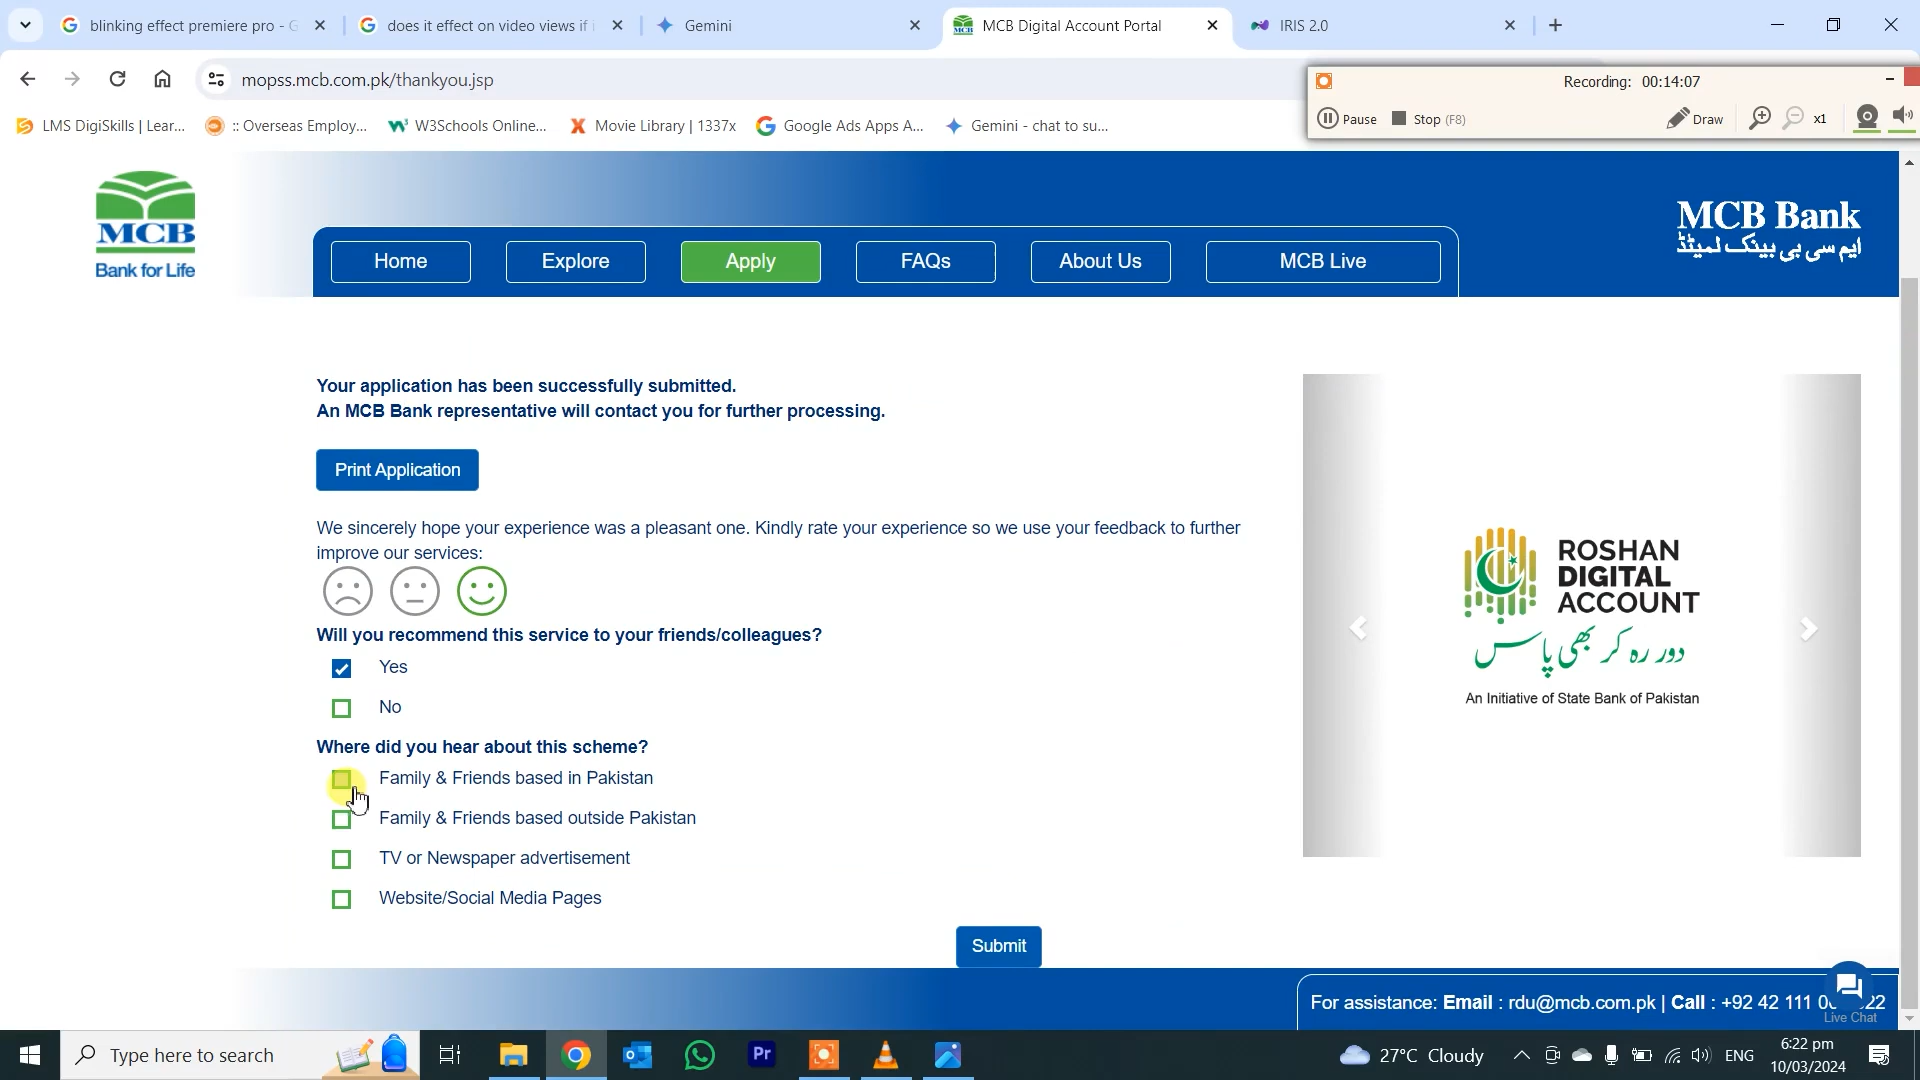 blinking effect premiere pro - G
does it effect on video views if i
Gemini
MCB Digital Account Portal
IRIS 2.0
mopss.mcb.com.pk/thankyou.jsp
Recording: 00:14:07
Pause
Stop (F8)
Draw
x1
LMS DigiSkills | Lear...
:: Overseas Employ...
W3Schools Online...
Movie Library | 1337x
Google Ads Apps A...
Gemini - chat to su...
MCB
Bank for Life
Home
Explore
Apply
FAQs
About Us
MCB Live
MCB Bank
ایم سی بی بینک لمیٹڈ
Your application has been successfully submitted.
An MCB Bank representative will contact you for further processing.
Print Application
We sincerely hope your experience was a pleasant one. Kindly rate your experience so we use your feedback to further
improve our services:
Will you recommend this service to your friends/colleagues?
Yes
No
Where did you hear about this scheme?
Family & Friends based in Pakistan
Family & Friends based outside Pakistan
TV or Newspaper advertisement
Website/Social Media Pages
Submit
ROSHAN
DIGITAL
ACCOUNT
دور رہ کر بھی پاس
An Initiative of State Bank of Pakistan
For assistance: Email : rdu@mcb.com.pk | Call : +92 42 111 0
22
Live Chat
Type here to search
27°C Cloudy
ENG
6:22 pm
10/03/2024